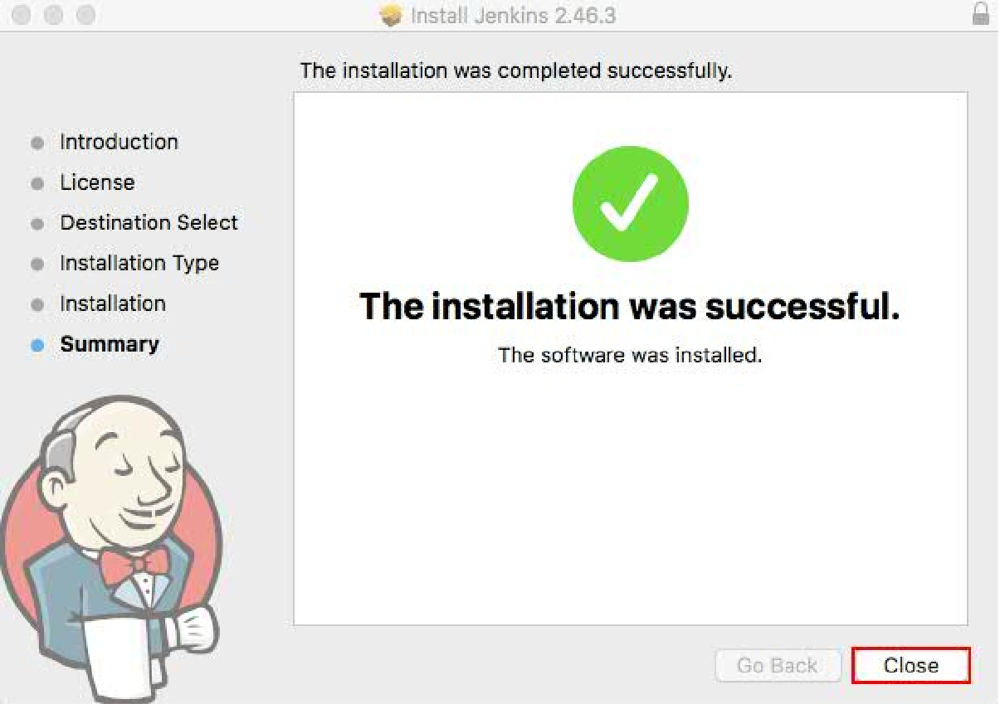 Install Jenkins 2.46.3
The installation was completed successfully.
Introduction
License
Destination Select
Installation Type
Installation
Summary
The installation was successful.
The software was installed.
Go Back
Close